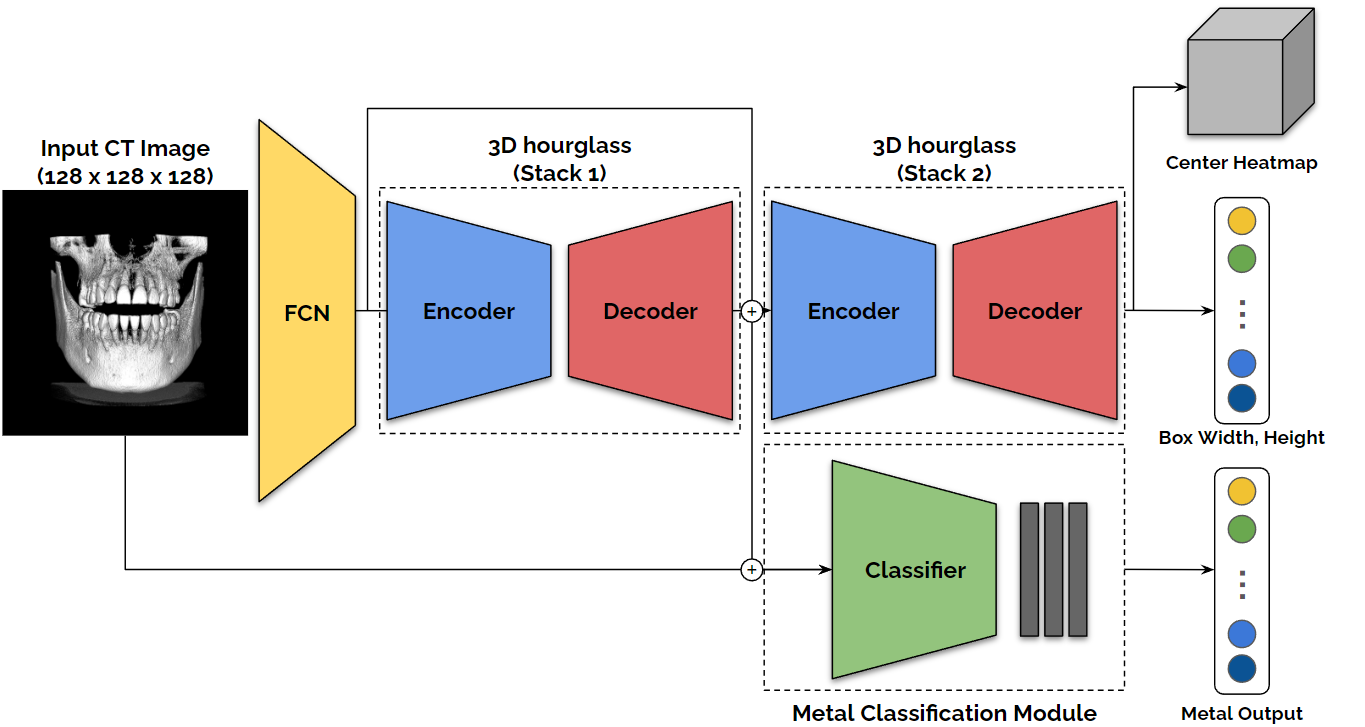 Input CT Image
(128 x 128 x 128)
FCN
3D hourglass
(Stack 1)
Encoder
Decoder
+
3D hourglass
(Stack 2)
Encoder
Decoder
Center Heatmap
Box Width, Height
+
Classifier
Metal Classification Module
Metal Output